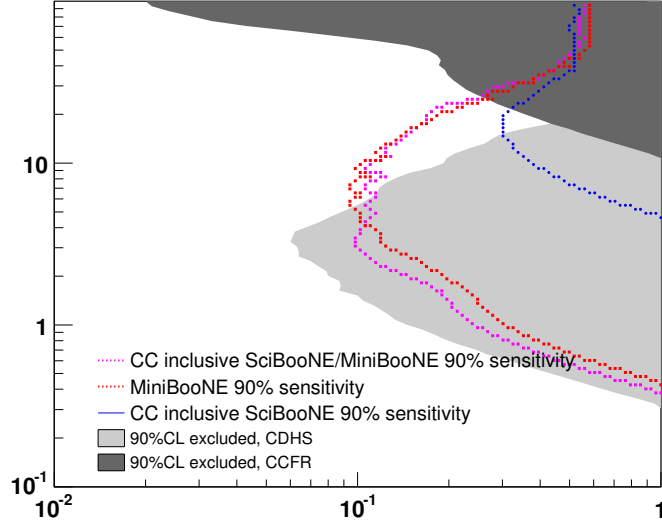 10
1
CC inclusive SciBooNE/MiniBooNE 90% sensitivity
MiniBooNE 90% sensitivity
CC inclusive SciBooNE 90% sensitivity
90%CL excluded, CDHS
90%CL excluded, CCFR
10⁻¹
10⁻² 10⁻¹ 1